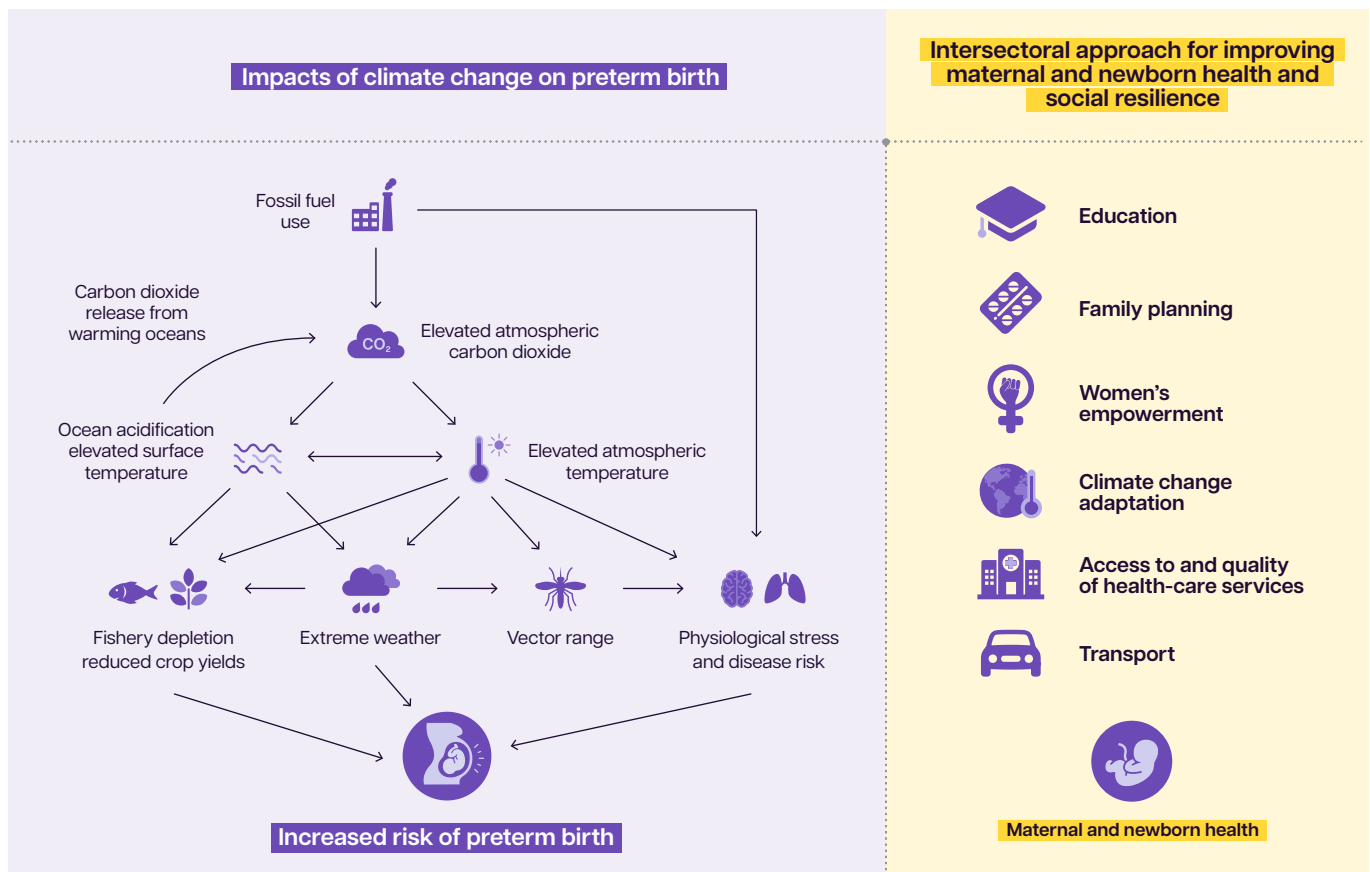 Impacts of climate change on preterm birth
Intersectoral approach for improving
maternal and newborn health and
social resilience
Fossil fuel
use
Carbon dioxide
release from
warming oceans
CO₂
Elevated atmospheric
carbon dioxide
Ocean acidification
elevated surface
temperature
Elevated atmospheric
temperature
Fishery depletion
reduced crop yields
Extreme weather
Vector range
Physiological stress
and disease risk
Increased risk of preterm birth
Education
Family planning
Women’s
empowerment
Climate change
adaptation
Access to and quality
of health-care services
Transport
Maternal and newborn health